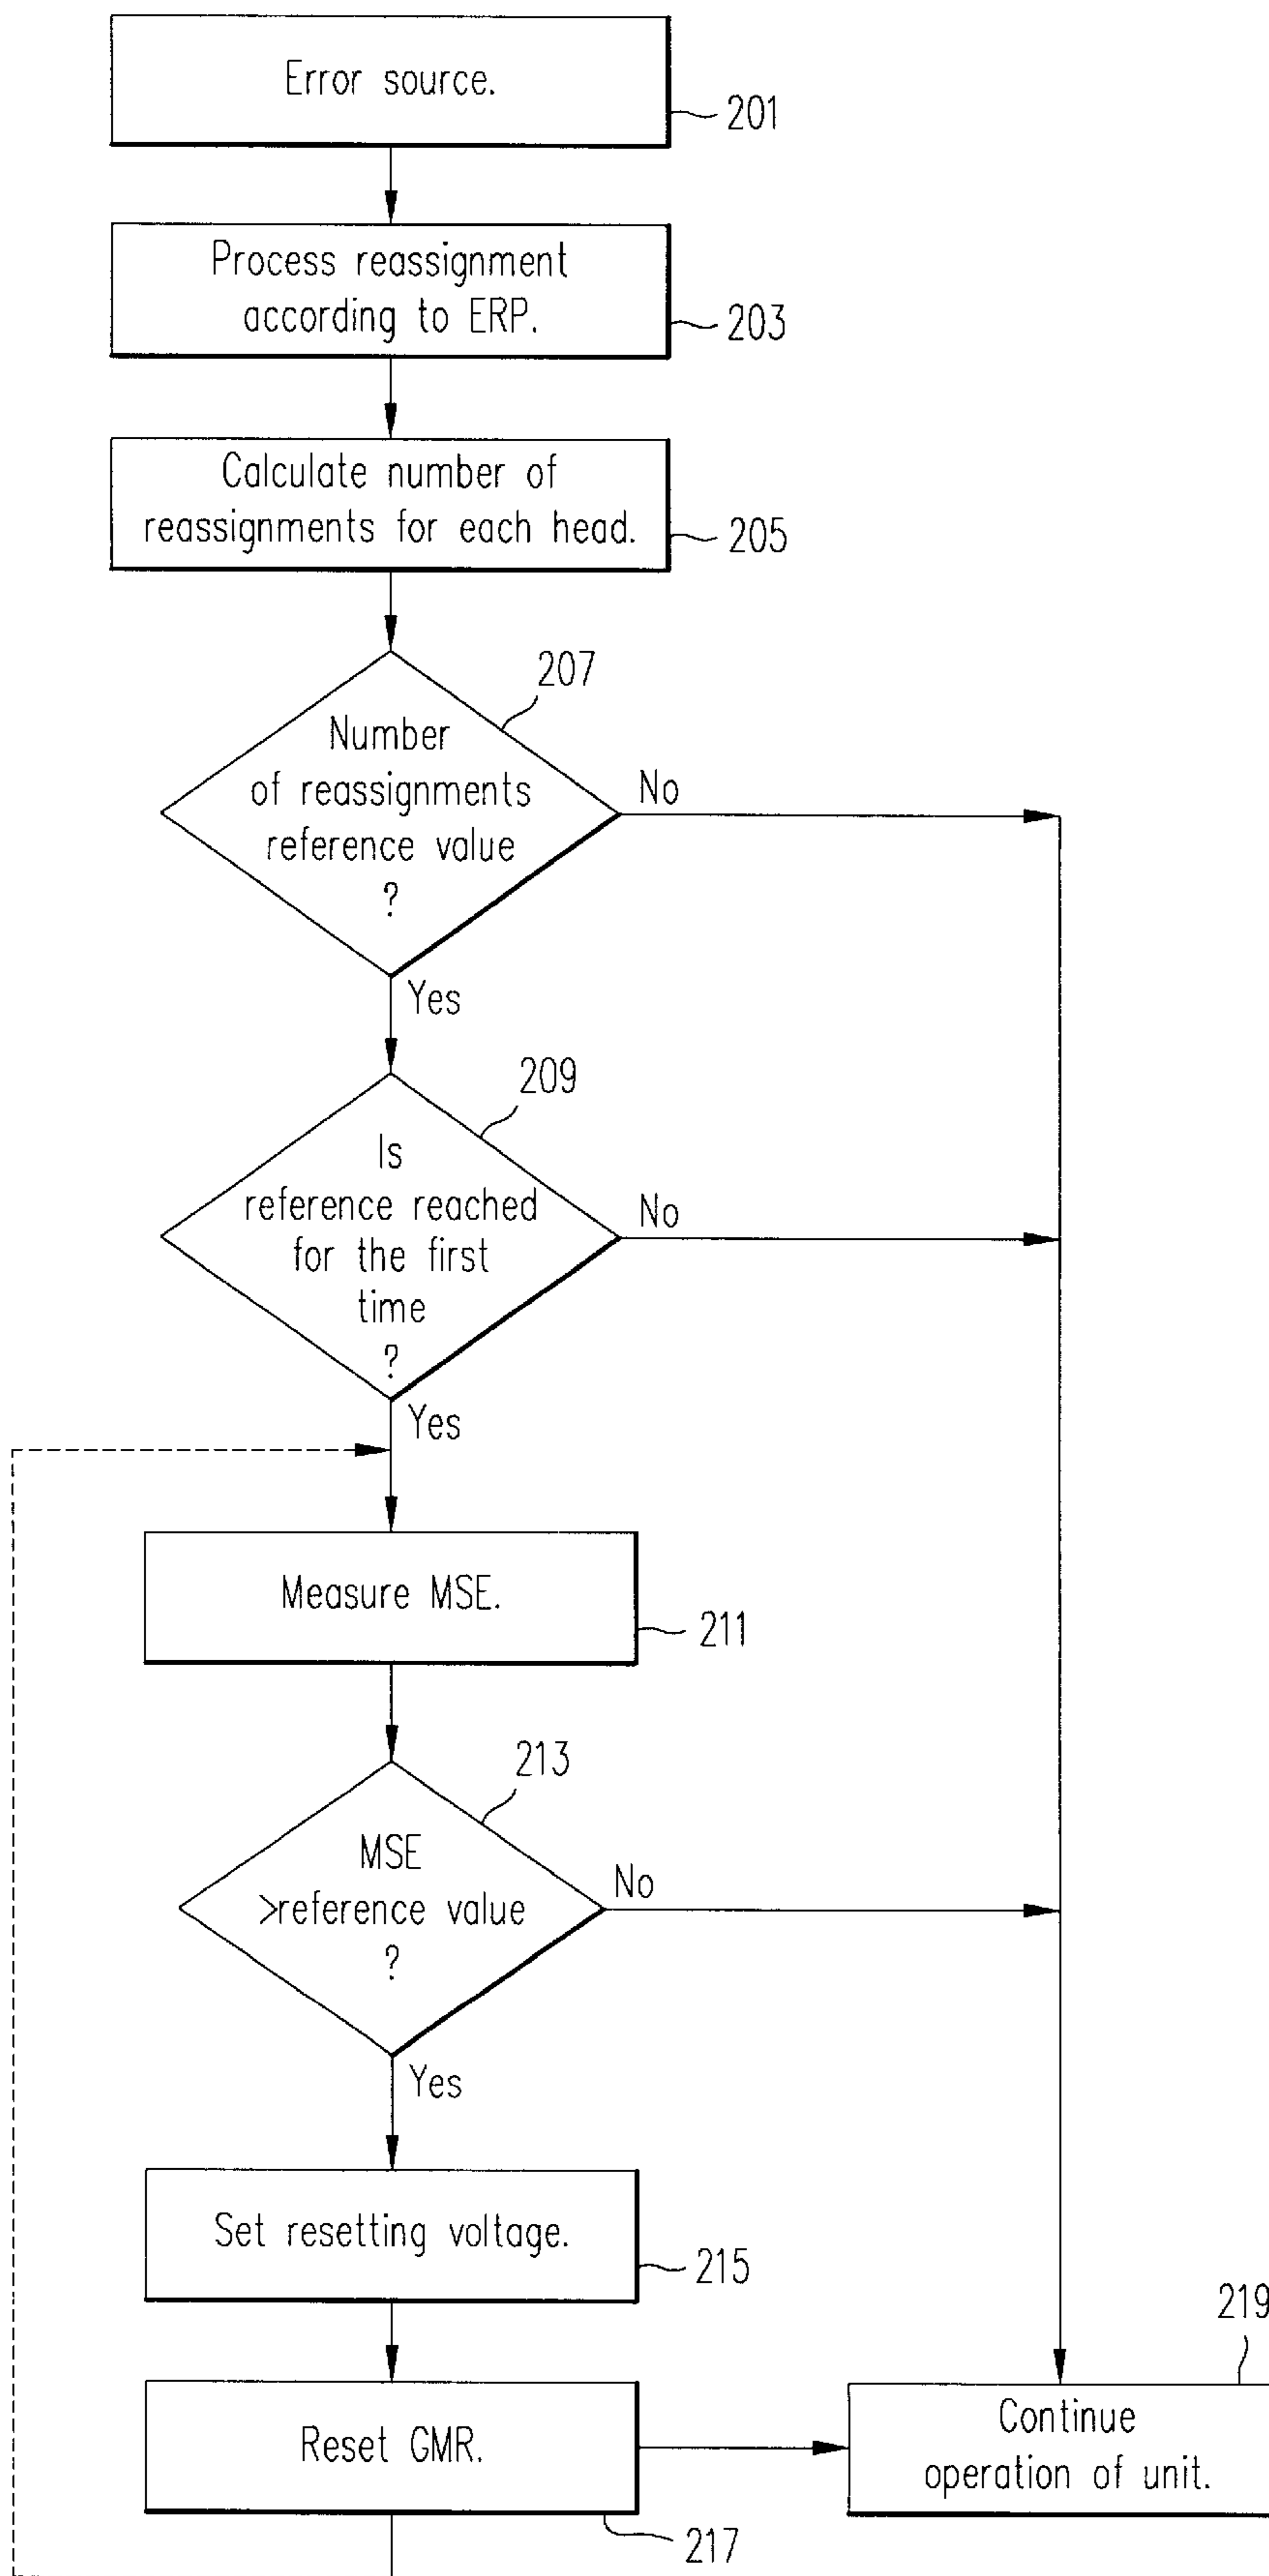 Error source.
201
Process reassignment
according to ERP.
203
Calculate number of
reassignments for each head.
205
207
Number
of reassignments
reference value
?
No
Yes
209
Is
reference reached
for the first
time
?
No
Yes
Measure MSE.
211
213
MSE
>reference value
?
No
Yes
Set resetting voltage.
215
219
Reset GMR.
217
Continue
operation of unit.